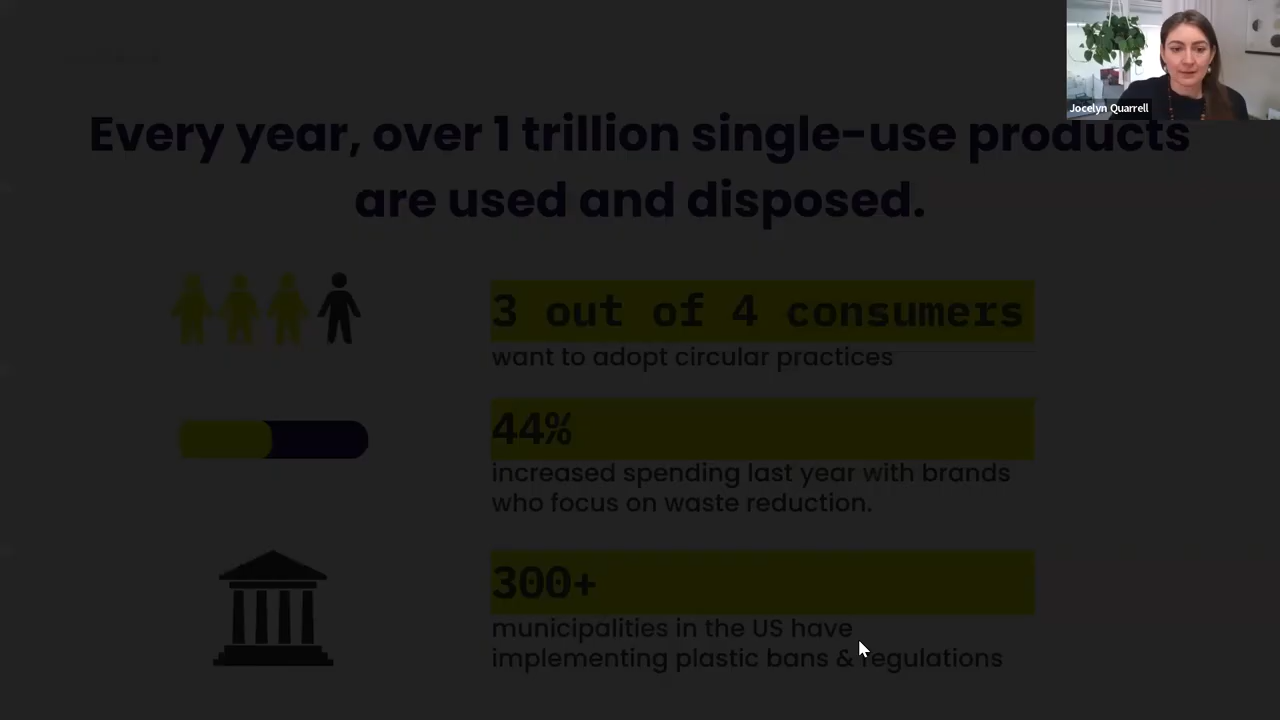 Jocelyn Quarrell
Every year, over 1 trillion single-use products
are used and disposed.
3 out of 4 consumers
want to adopt circular practices
44%
increased spending last year with brands
who focus on waste reduction.
300+
municipalities in the US have
implementing plastic bans & regulations